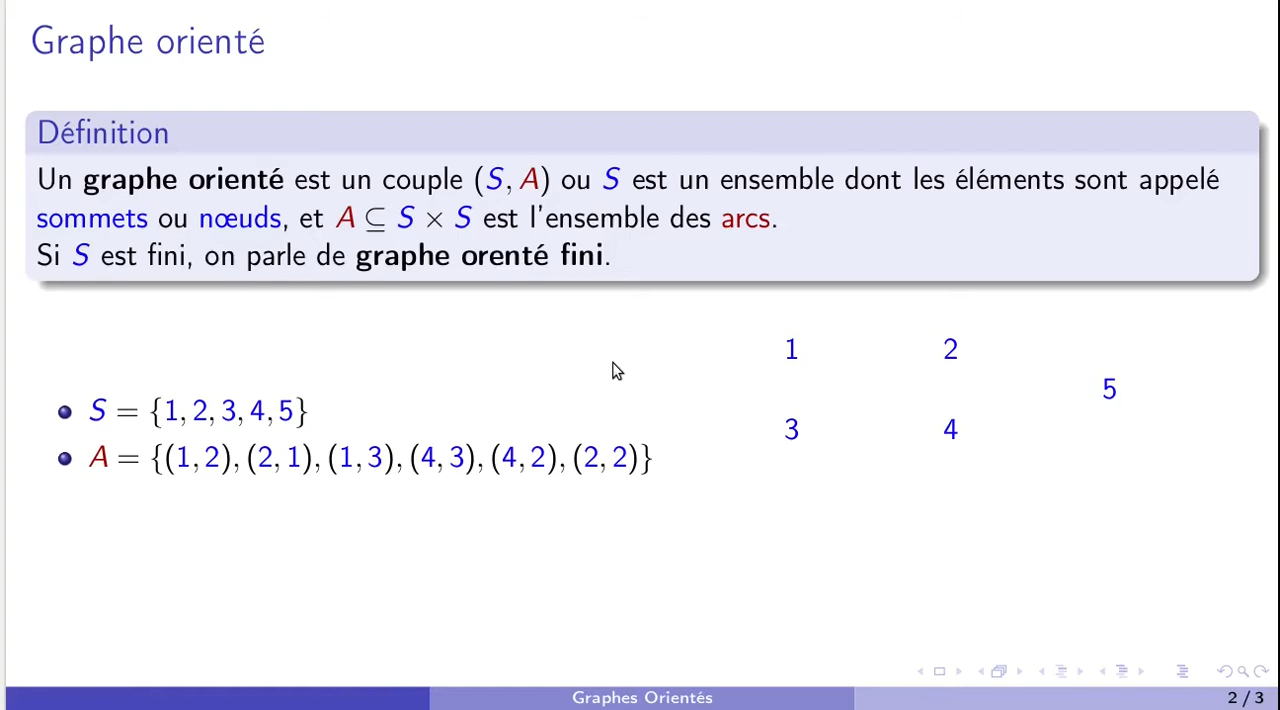 Graphe orienté
Définition
Un graphe orienté est un couple (S, A) ou S est un ensemble dont les éléments sont appelé
sommets ou nœuds, et A ⊆ S × S est l'ensemble des arcs.
Si S est fini, on parle de graphe orenté fini.
1 2
5
S = {1, 2, 3, 4, 5}
3 4
A = {(1, 2), (2, 1), (1, 3), (4, 3), (4, 2), (2, 2)}
Graphes Orientés
2 / 3